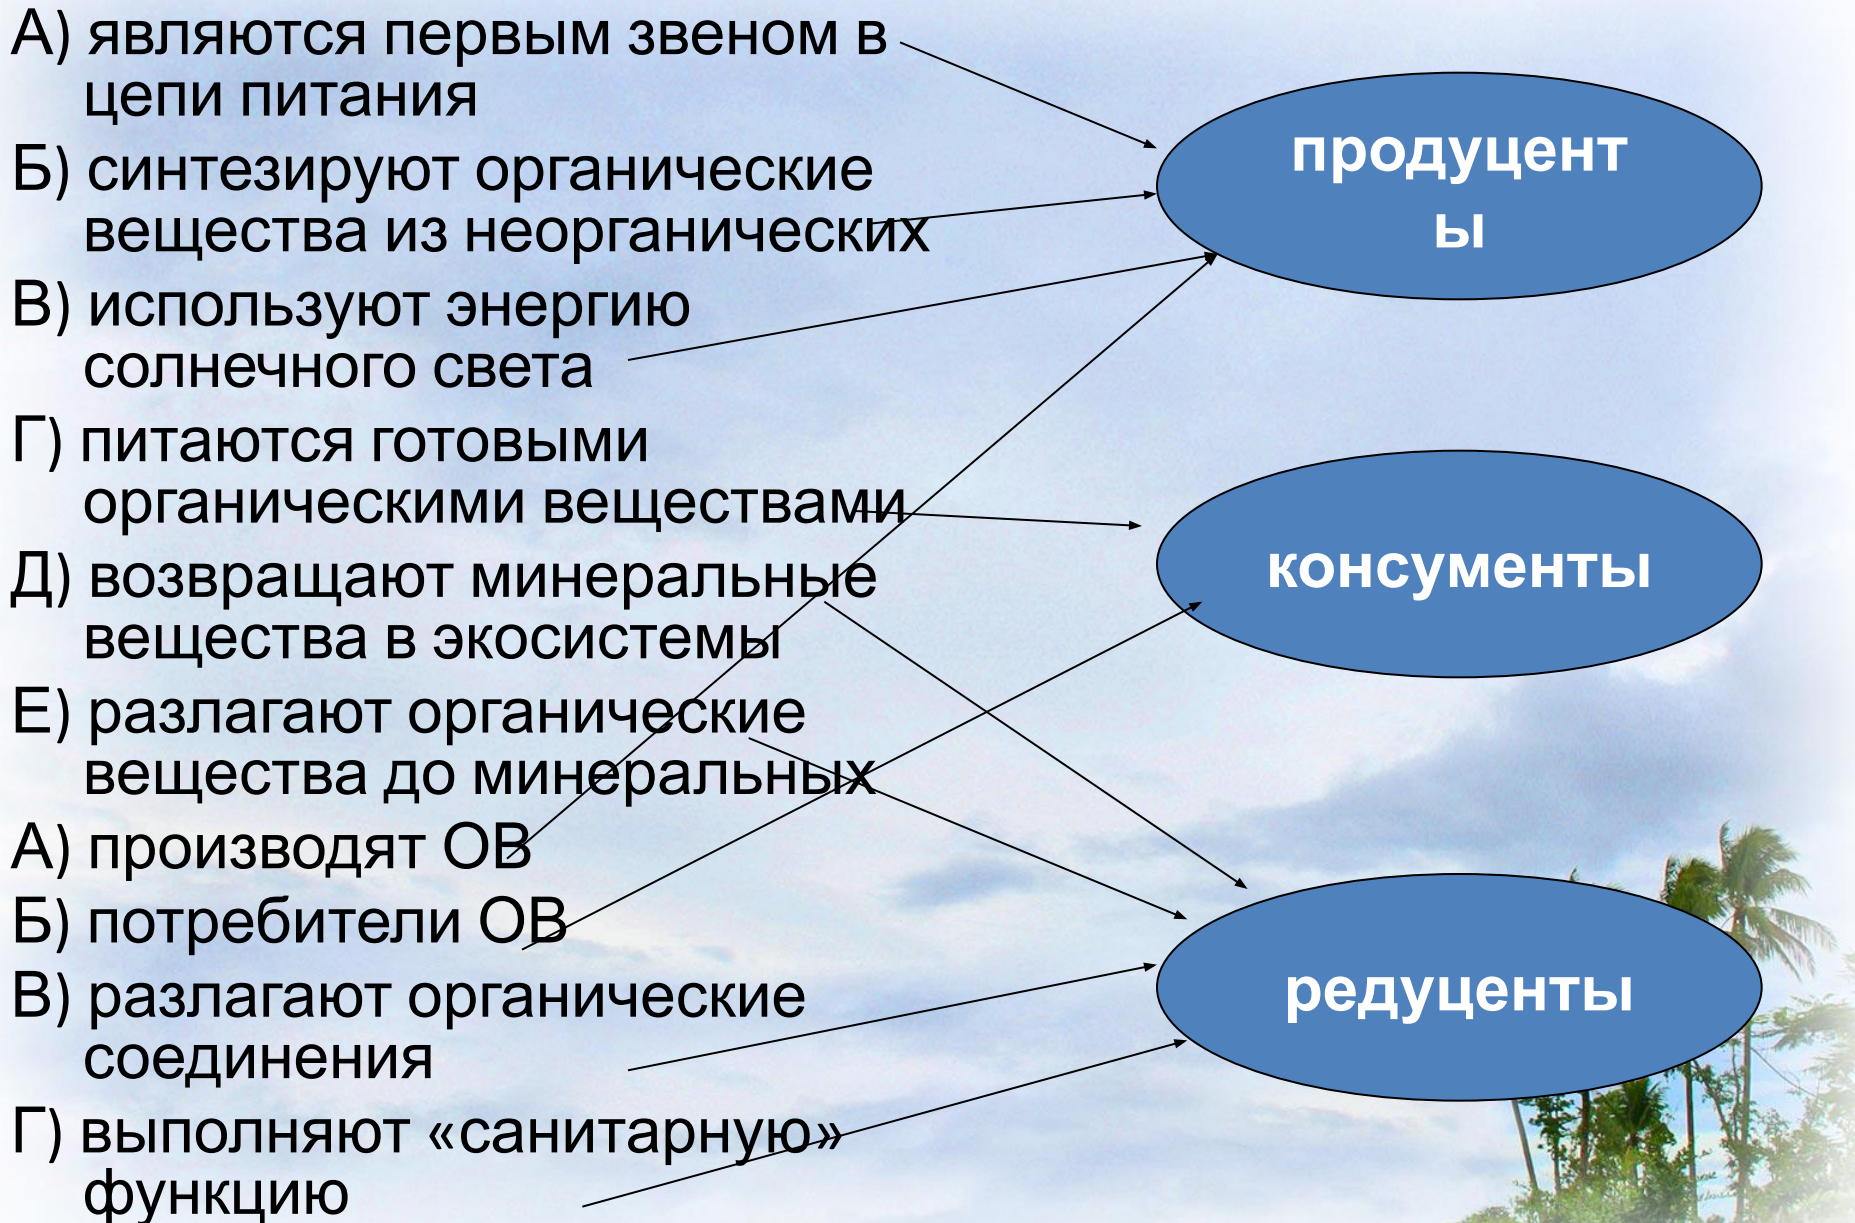 А) являются первым звеном в
цепи питания
Б) синтезируют органические
вещества из неорганических
В) используют энергию
солнечного света
Г) питаются готовыми
органическими веществами
Д) возвращают минеральные
вещества в экосистемы
Е) разлагают органические
вещества до минеральных
А) производят ОВ
Б) потребители ОВ
В) разлагают органические
соединения
Г) выполняют «санитарную»
функцию
продуцент
ы
консументы
редуценты